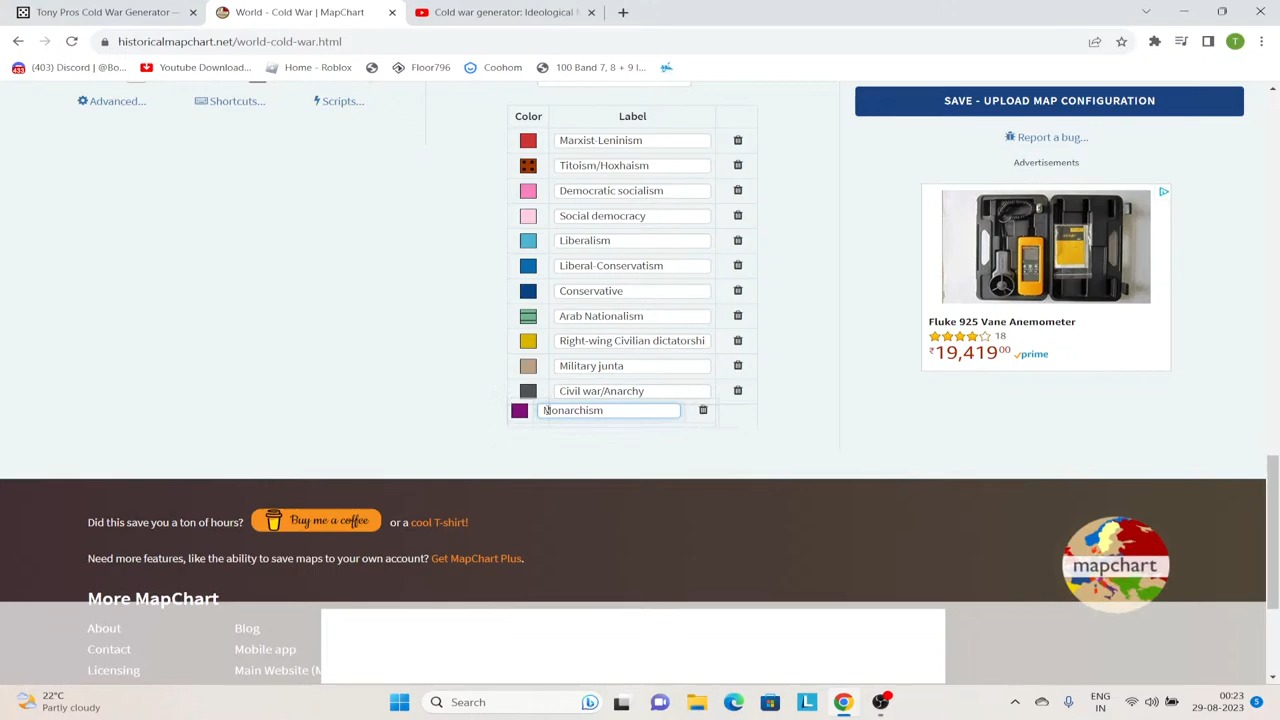 Tony Pros Cold War Generator —
World - Cold War | MapChart
Cold war generator: Ideological
historicalmapchart.net/world-cold-war.html
T
433
(403) Discord | @Bo...
Youtube Download...
Home - Roblox
Floor796
Coohom
100 Band 7, 8 + 9 I...
Advanced...
Shortcuts...
Scripts...
Color
Label
Marxist-Leninism
Titoism/Hoxhaism
Democratic socialism
Social democracy
Liberalism
Liberal-Conservatism
Conservative
Arab Nationalism
Right-wing Civilian dictatorshi
Military junta
Civil war/Anarchy
Monarchism
SAVE - UPLOAD MAP CONFIGURATION
Report a bug...
Advertisements
Fluke 925 Vane Anemometer
18
₹19,41900
prime
Did this save you a ton of hours?
Buy me a coffee
or a cool T-shirt!
Need more features, like the ability to save maps to your own account? Get MapChart Plus.
mapchart
More MapChart
About
Blog
Contact
Mobile app
Licensing
Main Website (M
22°C
Partly cloudy
Search
L
ENG
IN
00:23
29-08-2023
5